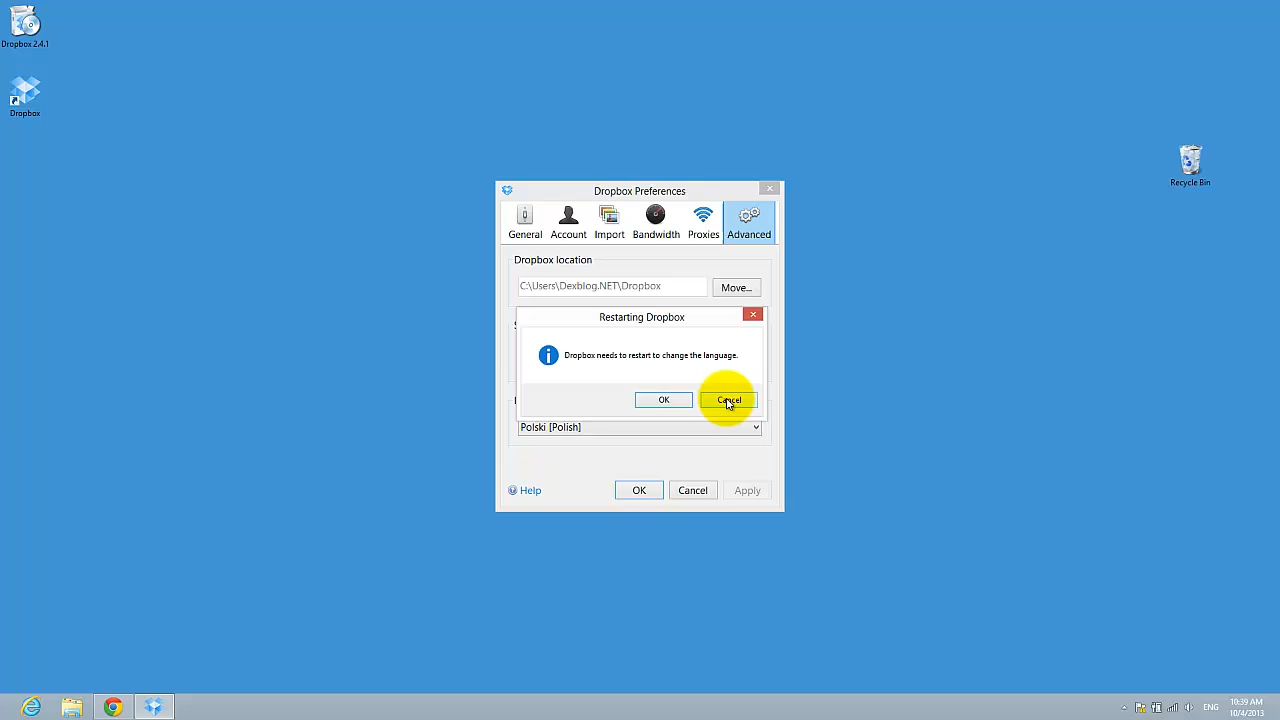 Dropbox 2.4.1
Dropbox
Recycle Bin
Dropbox Preferences
General
Account
Import
Bandwidth
Proxies
Advanced
Dropbox location
C:\Users\Dexblog.NET\Dropbox
Move...
Restarting Dropbox
Dropbox needs to restart to change the language.
OK
Cancel
Polski [Polish]
Help
OK
Cancel
Apply
ENG
10:39 AM
10/4/2013